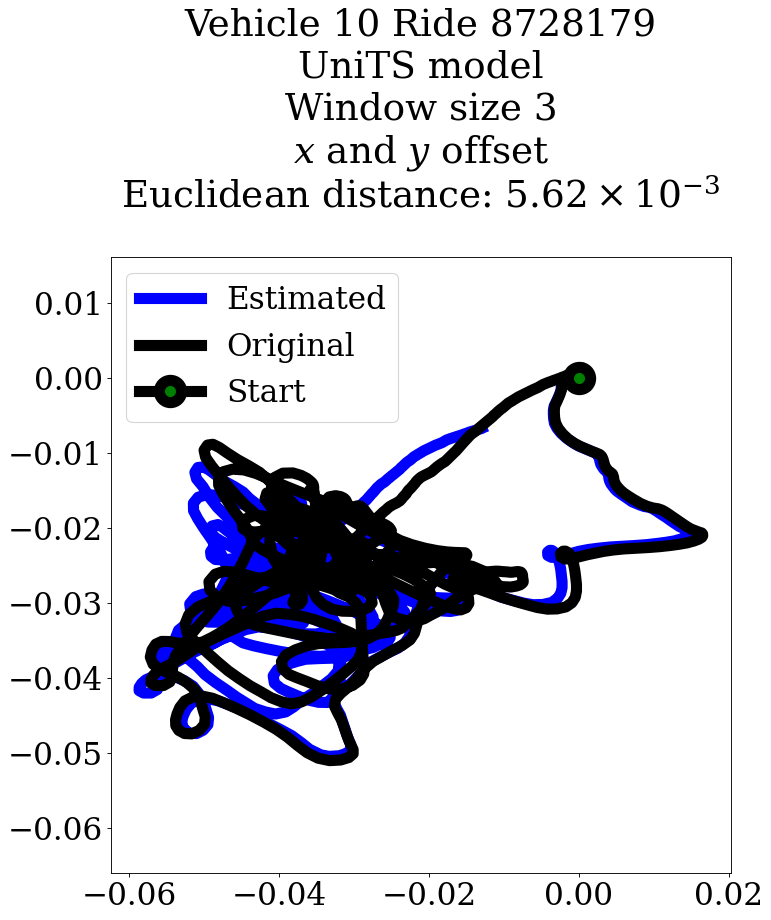 Vehicle 10 Ride 8728179
UniTS model
Window size 3
x and y offset
Euclidean distance: 5.62 × 10⁻³
Estimated
Original
Start
0.01
0.00
−0.01
−0.02
−0.03
−0.04
−0.05
−0.06
−0.06 −0.04 −0.02 0.00 0.02